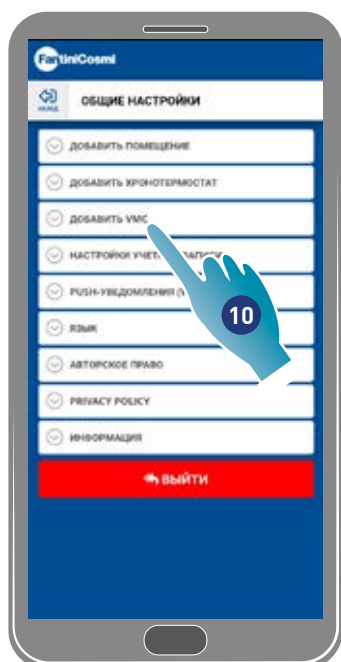 FantiniCosmi
НАЗАД
ОБЩИЕ НАСТРОЙКИ
ДОБАВИТЬ ПОМЕЩЕНИЕ
ДОБАВИТЬ ХРОНОТЕРМОСТАТ
ДОБАВИТЬ VMC
НАСТРОЙКИ
PUSH-УВЕДОМЛЕНИЯ
10
ЯЗЫК
АВТОРСКОЕ ПРАВО
PRIVACY POLICY
ИНФОРМАЦИЯ
ВЫЙТИ